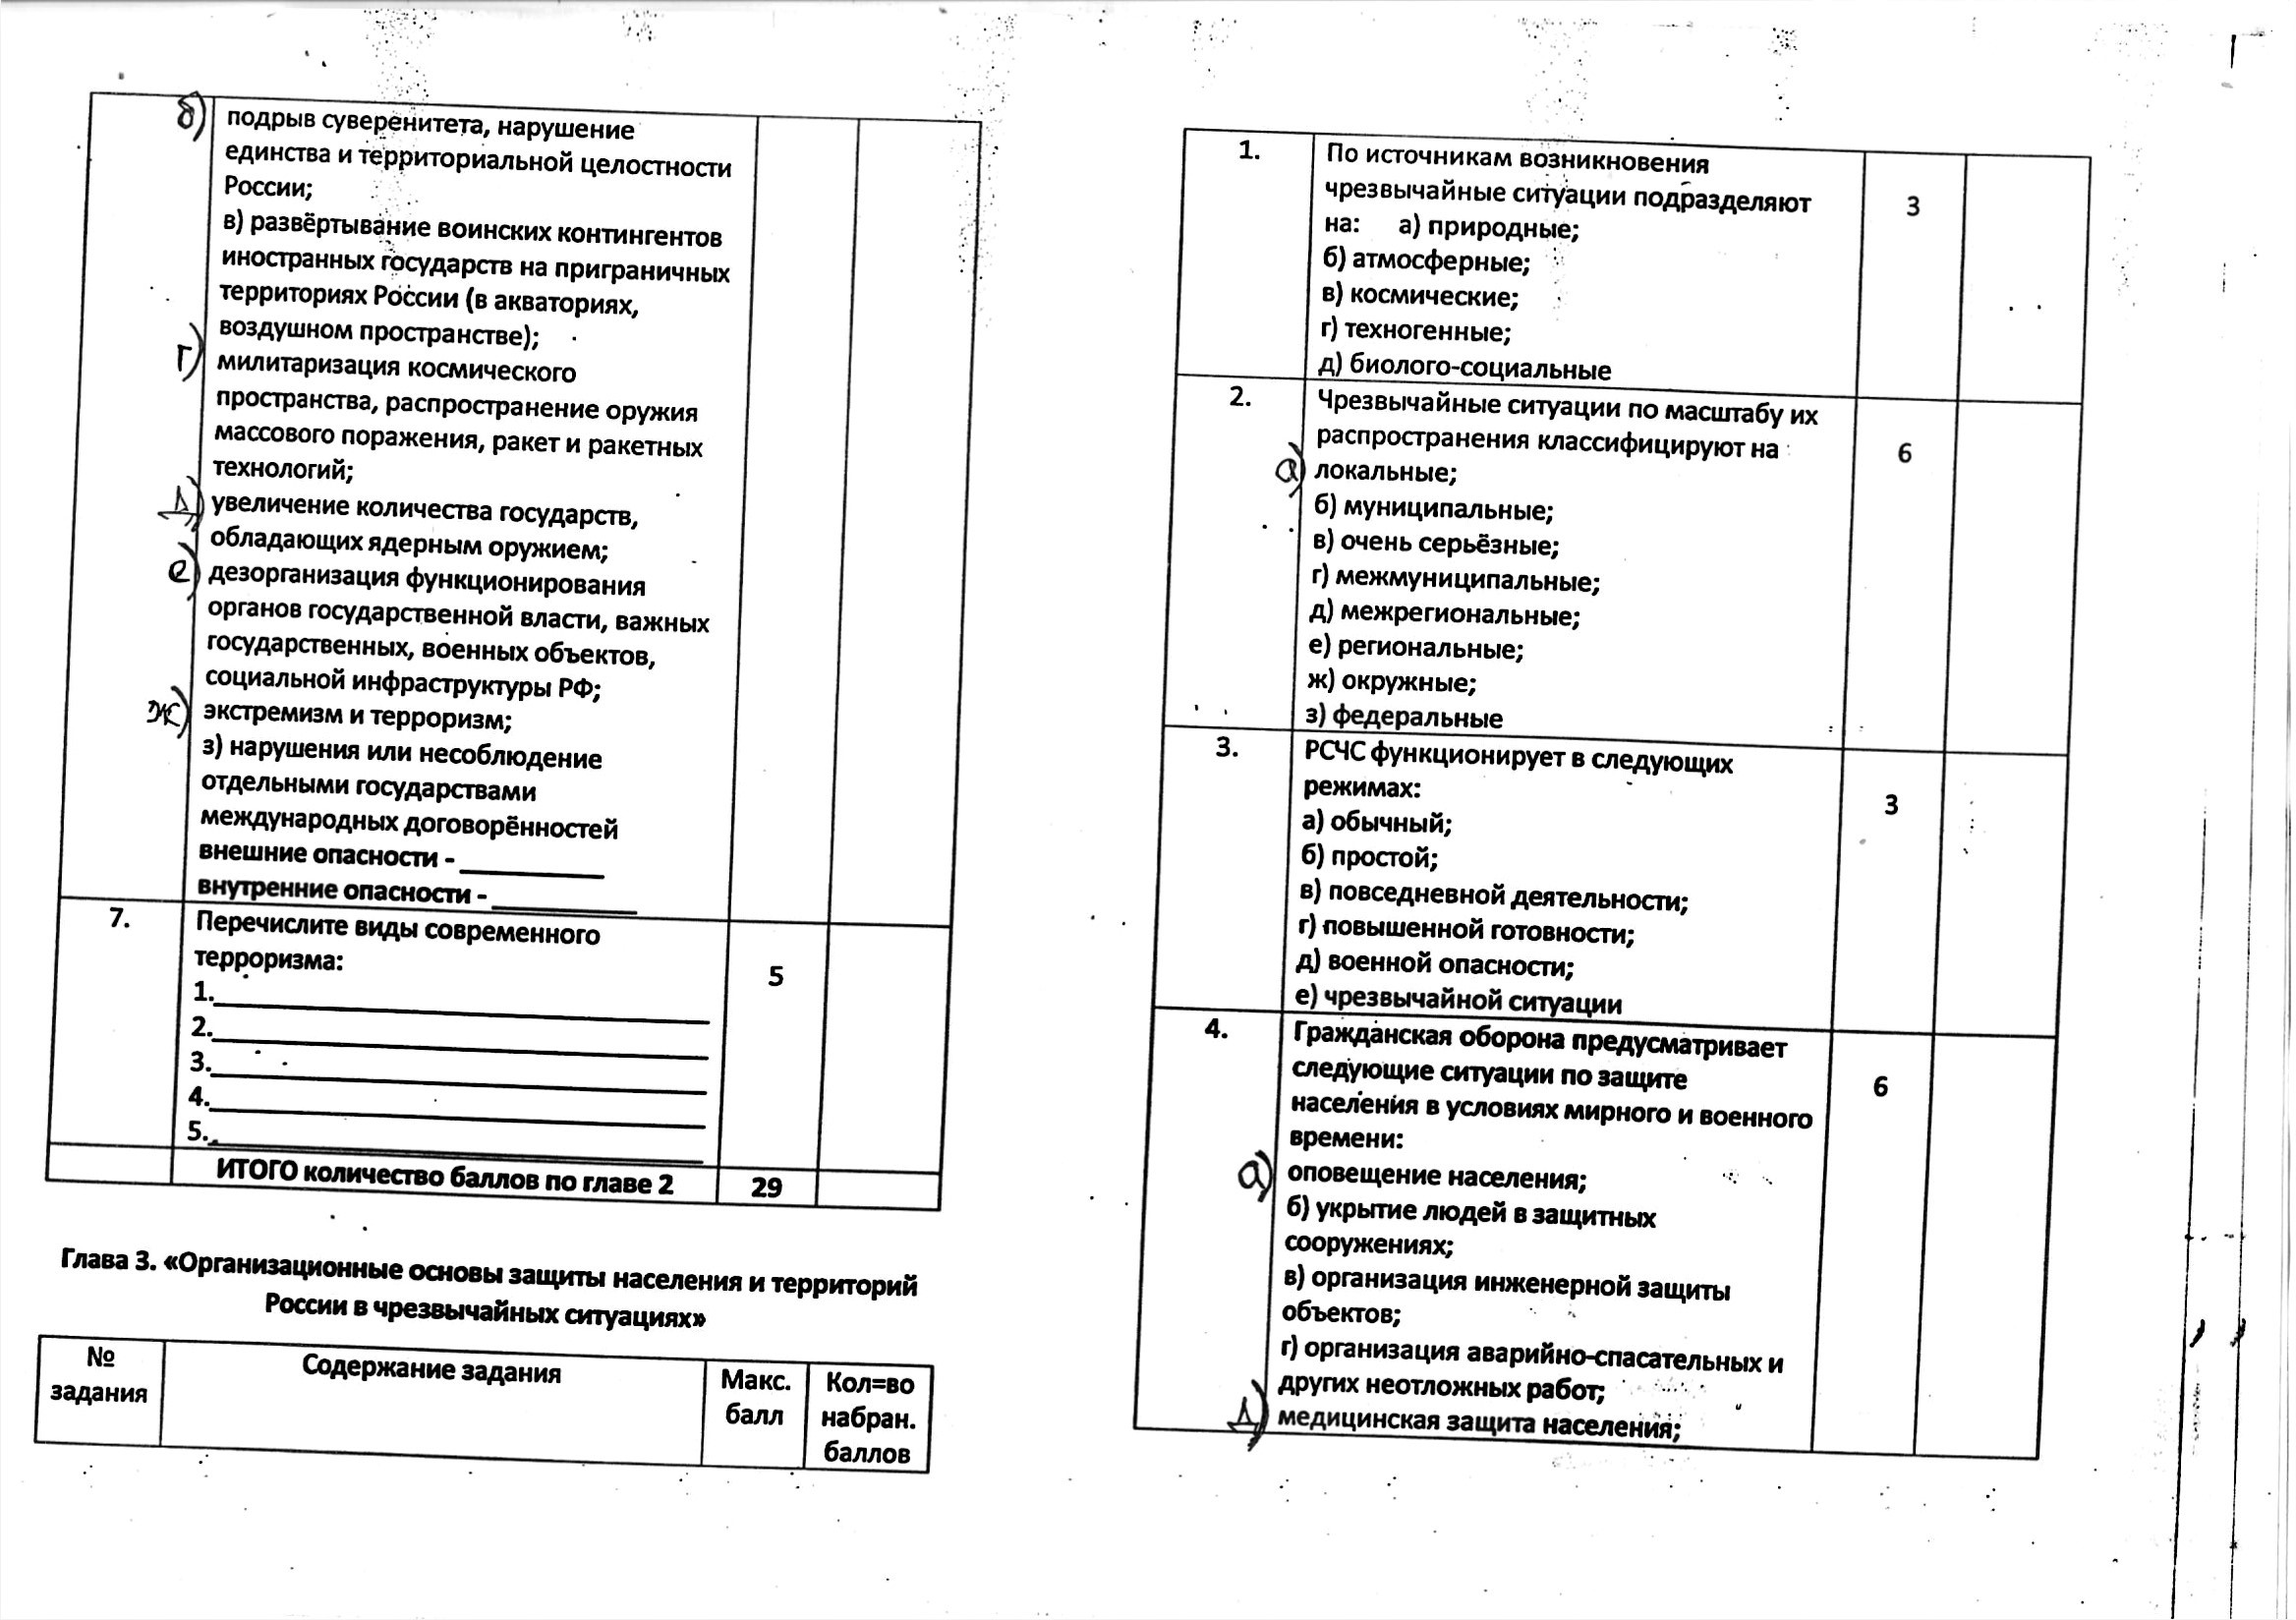 б) подрыв суверенитета, нарушение
единства и территориальной целостности
России;
в) развёртывание воинских контингентов
иностранных государств на приграничных
территориях России (в акваториях,
воздушном пространстве);
г) милитаризация космического
пространства, распространение оружия
массового поражения, ракет и ракетных
технологий;
д) увеличение количества государств,
обладающих ядерным оружием;
е) дезорганизация функционирования
органов государственной власти, важных
государственных, военных объектов,
социальной инфраструктуры РФ;
ж) экстремизм и терроризм;
з) нарушения или несоблюдение
отдельными государствами
международных договорённостей
внешние опасности - ___________
внутренние опасности - ___________
7. Перечислите виды современного
терроризма:
5
1.
2.
3.
4.
5.
ИТОГО количество баллов по главе 2 29
Глава 3. «Организационные основы защиты населения и территорий
России в чрезвычайных ситуациях»
№
задания
Содержание задания
Макс.
балл
Кол=во
набран.
баллов
1. По источникам возникновения
чрезвычайные ситуации подразделяют
3
на: а) природные;
б) атмосферные;
в) космические;
г) техногенные;
д) биолого-социальные
2. Чрезвычайные ситуации по масштабу их
распространения классифицируют на
6
а) локальные;
б) муниципальные;
в) очень серьёзные;
г) межмуниципальные;
д) межрегиональные;
е) региональные;
ж) окружные;
з) федеральные
3. РСЧС функционирует в следующих
режимах:
3
а) обычный;
б) простой;
в) повседневной деятельности;
г) повышенной готовности;
д) военной опасности;
е) чрезвычайной ситуации
4. Гражданская оборона предусматривает
следующие ситуации по защите
6
населения в условиях мирного и военного
времени:
а) оповещение населения;
б) укрытие людей в защитных
сооружениях;
в) организация инженерной защиты
объектов;
г) организация аварийно-спасательных и
других неотложных работ;
д) медицинская защита населения;